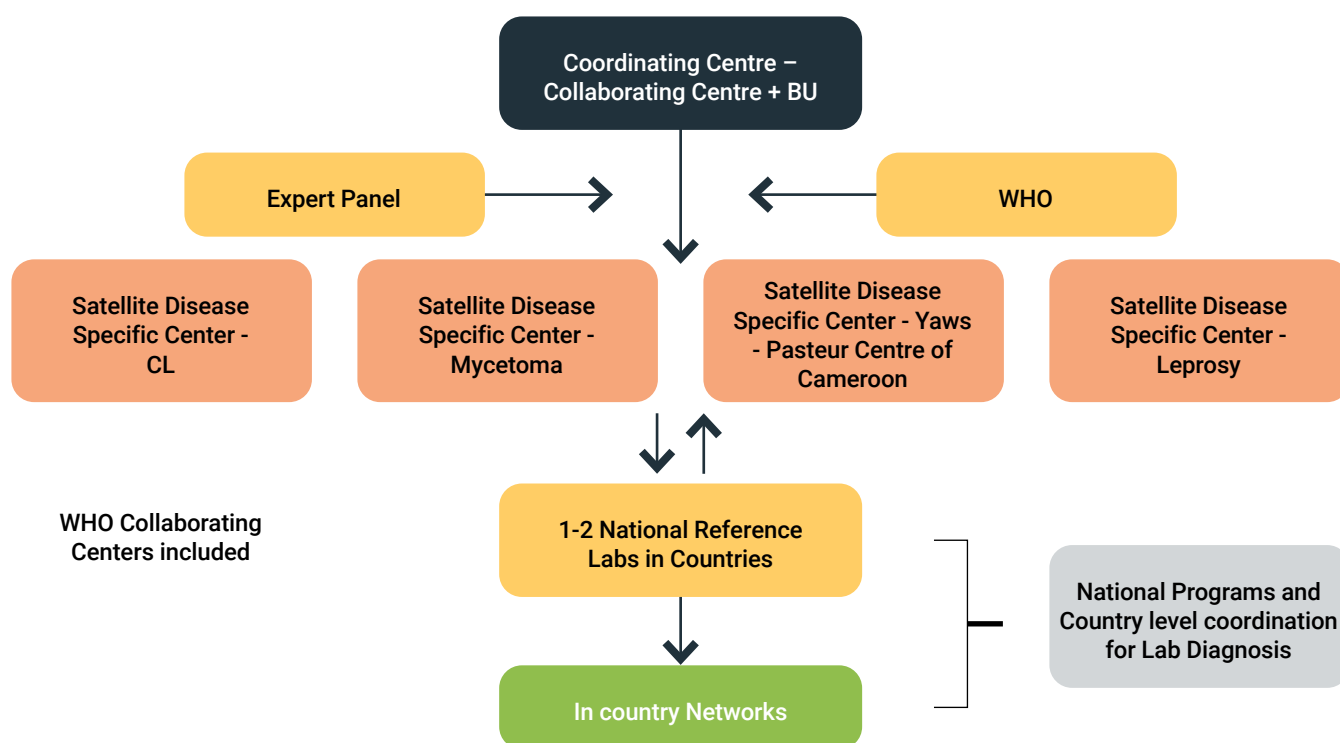 Coordinating Centre –
Collaborating Centre + BU
Expert Panel
WHO
Satellite Disease
Specific Center -
CL
Satellite Disease
Specific Center -
Mycetoma
Satellite Disease
Specific Center - Yaws
- Pasteur Centre of
Cameroon
Satellite Disease
Specific Center -
Leprosy
WHO Collaborating
Centers included
1-2 National Reference
Labs in Countries
National Programs and
Country level coordination
for Lab Diagnosis
In country Networks